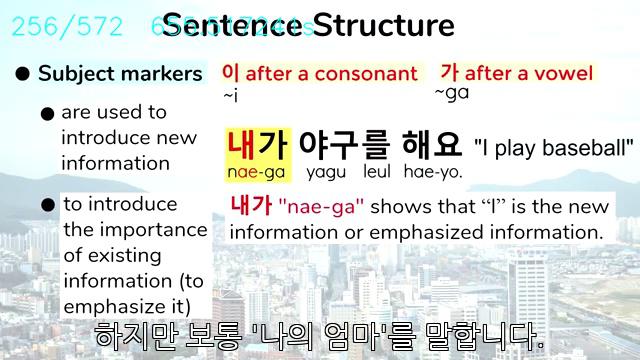 256/572
Sentence Structure
Subject markers
이 after a consonant
~i
가 after a vowel
~ga
are used to
introduce new
information
내가 야구를 해요 "I play baseball"
nae-ga yagu leul hae-yo.
to introduce
the importance
of existing
information (to
emphasize it)
내가 "nae-ga" shows that “I” is the new
information or emphasized information.
하지만 보통 '나의 엄마'를 말합니다.